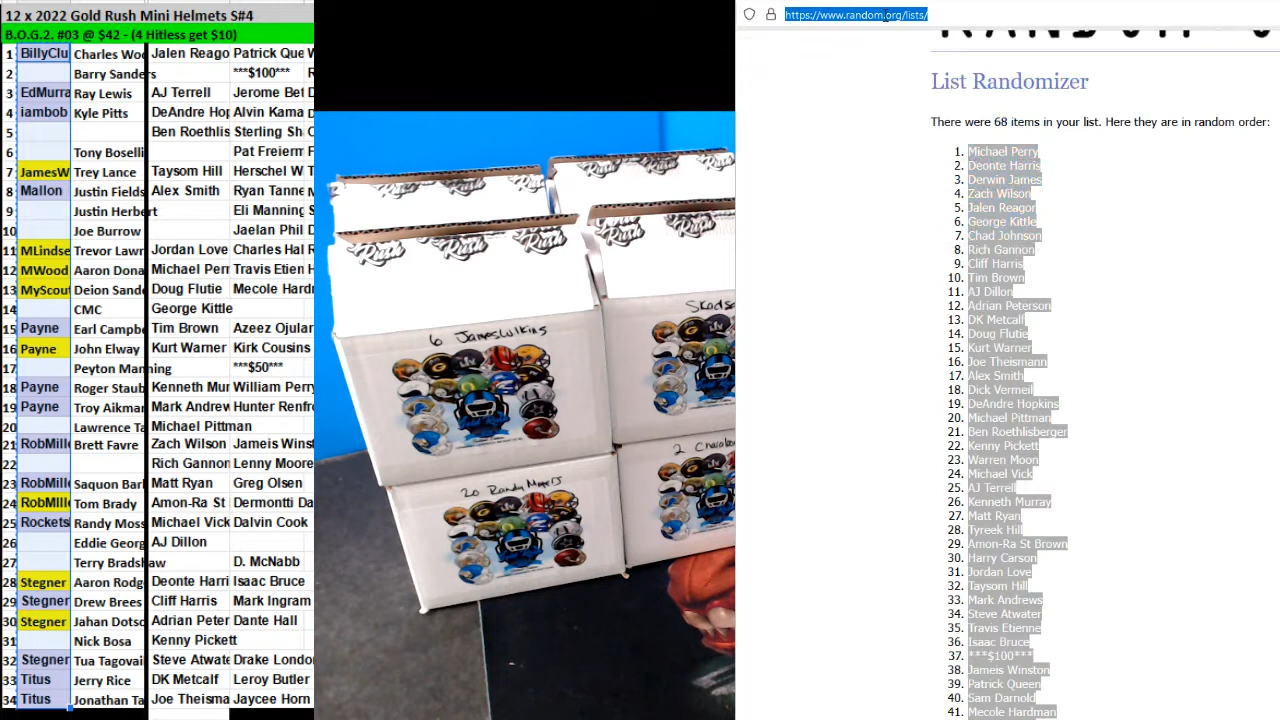 12 x 2022 Gold Rush Mini Helmets S#4
B.O.G.2. #03 @ $42 - (4 Hitless get $10)
1 BillyClu Charles Woo Jalen Reago Patrick Que
2 Barry Sanders ***$100***
3 EdMurra Ray Lewis AJ Terrell Jerome Bet
4 iambob Kyle Pitts DeAndre Hop Alvin Kama
5 Ben Roethlis Sterling Sh
6 Tony Boselli Pat Freierm
7 JamesW Trey Lance Taysom Hill Herschel W
8 Mallon Justin Fields Alex Smith Ryan Tanne
9 Justin Herbert Eli Manning
10 Joe Burrow Jaelan Phil
11 MLindse Trevor Lawr Jordan Love Charles Hal
12 MWood Aaron Dona Michael Perr Travis Etien
13 MyScout Deion Sande Doug Flutie Mecole Hardm
14 CMC George Kittle
15 Payne Earl Campbe Tim Brown Azeez Ojular
16 Payne John Elway Kurt Warner Kirk Cousins
17 Peyton Manning ***$50***
18 Payne Roger Staub Kenneth Mur William Perry
19 Payne Troy Aikman Mark Andrew Hunter Renfro
20 Lawrence Ta Michael Pittman
21 RobMille Brett Favre Zach Wilson Jameis Winst
22 Rich Gannon Lenny Moore
23 RobMille Saquon Bark Matt Ryan Greg Olsen
24 RobMille Tom Brady Amon-Ra St Dermontti Da
25 Rockets Randy Moss Michael Vick Dalvin Cook
26 Eddie Georg AJ Dillon
27 Terry Bradshaw D. McNabb
28 Stegner Aaron Rodg Deonte Harri Isaac Bruce
29 Stegner Drew Brees Cliff Harris Mark Ingram
30 Stegner Jahan Dotso Adrian Peter Dante Hall
31 Nick Bosa Kenny Pickett
32 Stegner Tua Tagovail Steve Atwate Drake London
33 Titus Jerry Rice DK Metcalf Leroy Butler
34 Titus Jonathan Ta Joe Theisma Jaycee Horn
Rush
Rush
Rush
6 JamesWilkins
20 Randy Moss
https://www.random.org/lists/
List Randomizer
There were 68 items in your list. Here they are in random order:
1. Michael Perry
2. Deonte Harris
3. Derwin James
4. Zach Wilson
5. Jalen Reagor
6. George Kittle
7. Chad Johnson
8. Rich Gannon
9. Cliff Harris
10. Tim Brown
11. AJ Dillon
12. Adrian Peterson
13. DK Metcalf
14. Doug Flutie
15. Kurt Warner
16. Joe Theismann
17. Alex Smith
18. Dick Vermeil
19. DeAndre Hopkins
20. Michael Pittman
21. Ben Roethlisberger
22. Kenny Pickett
23. Warren Moon
24. Michael Vick
25. AJ Terrell
26. Kenneth Murray
27. Matt Ryan
28. Tyreek Hill
29. Amon-Ra St Brown
30. Harry Carson
31. Jordan Love
32. Taysom Hill
33. Mark Andrews
34. Steve Atwater
35. Travis Etienne
36. Isaac Bruce
37. ***$100***
38. Jameis Winston
39. Patrick Queen
40. Sam Darnold
41. Mecole Hardman